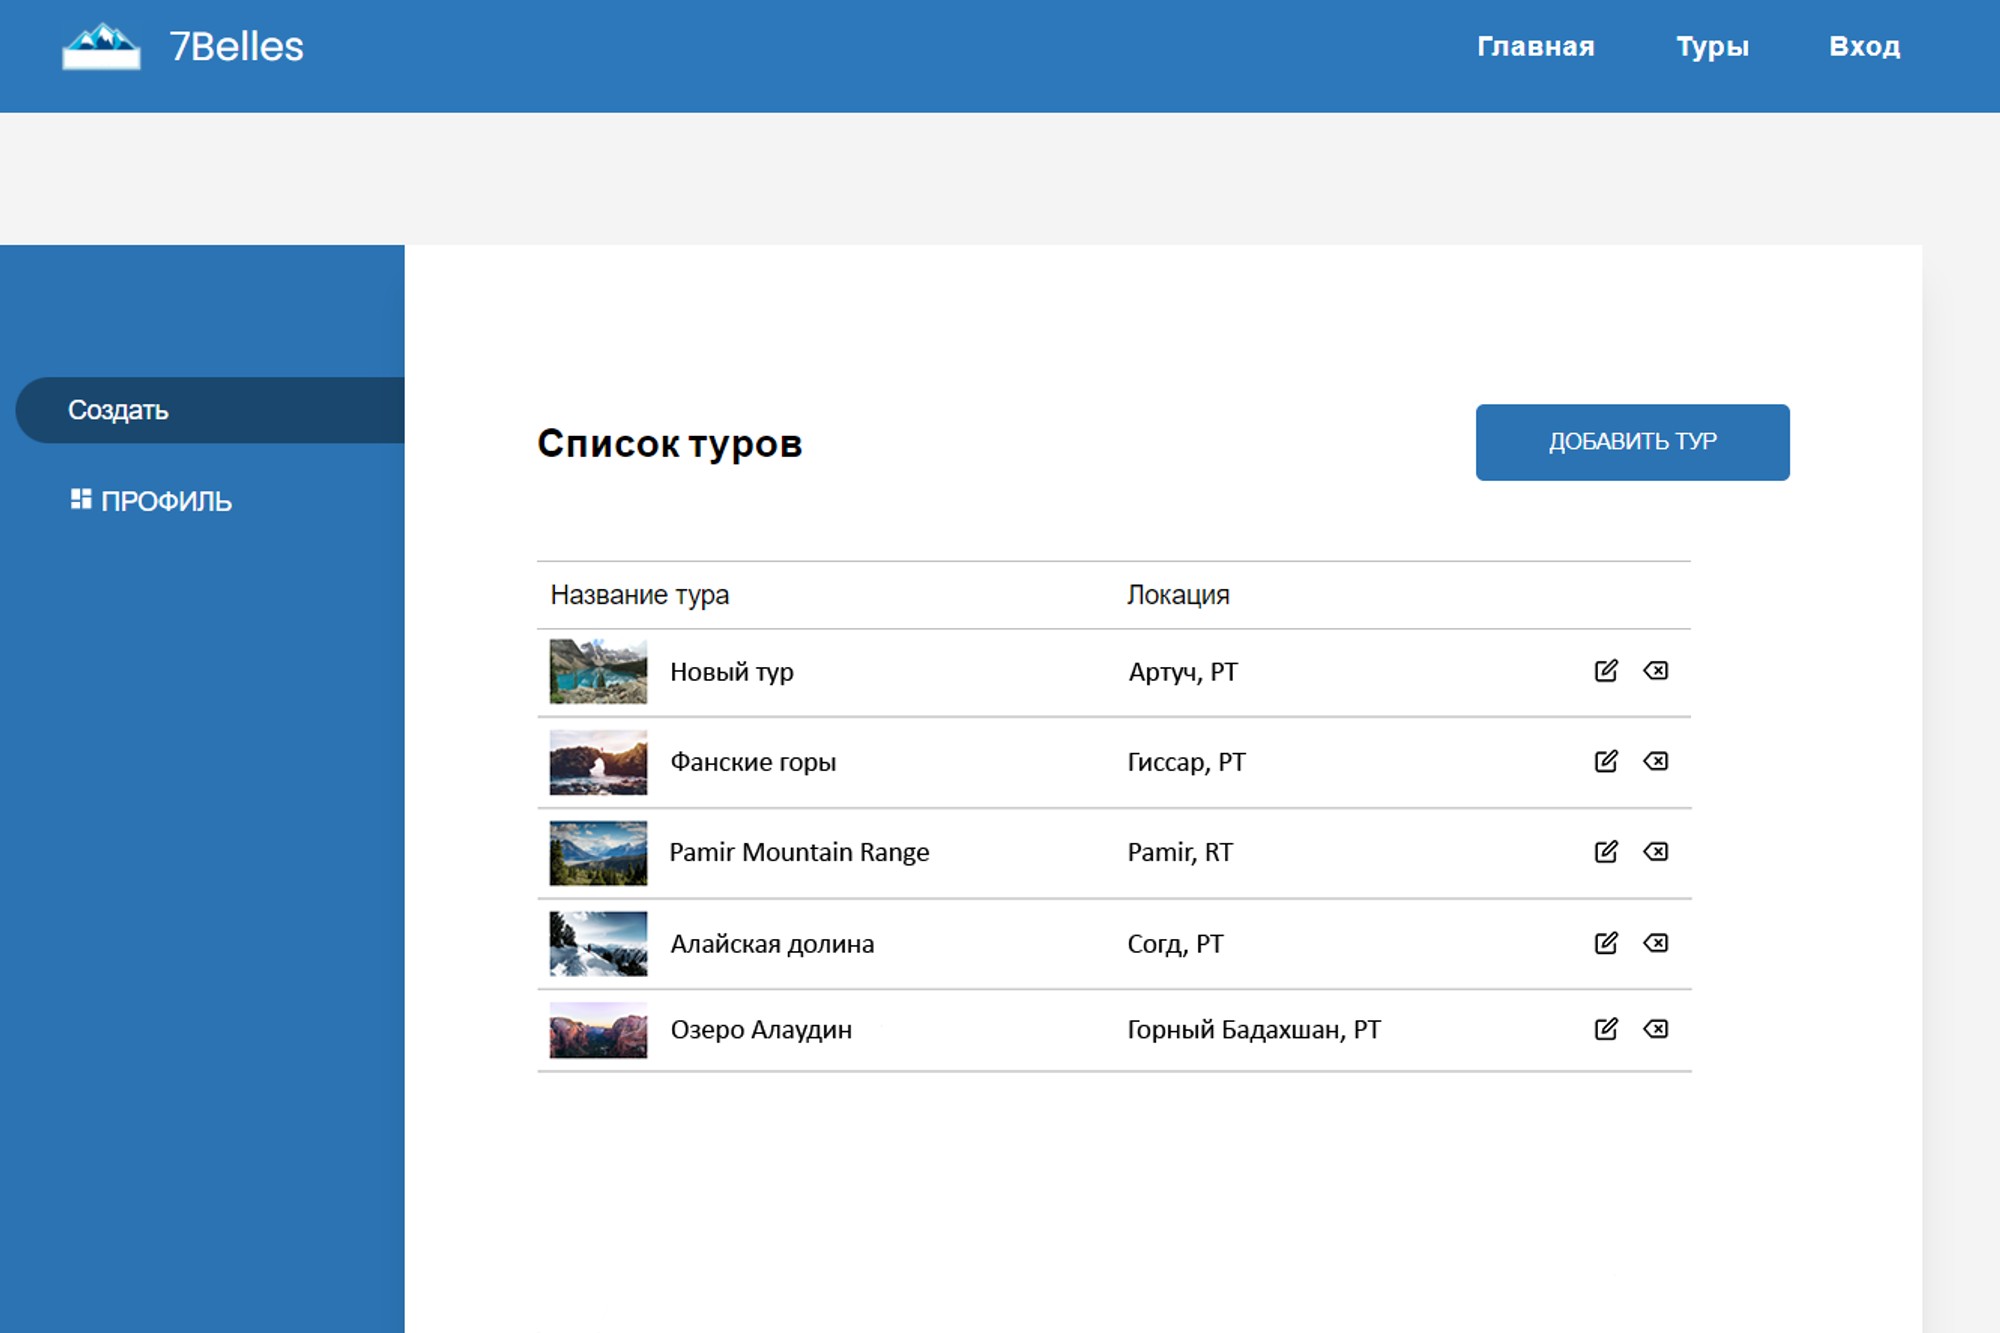 7Belles
Главная
Туры
Вход
Создать
ПРОФИЛЬ
Список туров
ДОБАВИТЬ ТУР
Название тура
Локация
Новый тур
Артуч, РТ
Фанские горы
Гиссар, РТ
Pamir Mountain Range
Pamir, RT
Алайская долина
Согд, РТ
Озеро Алаудин
Горный Бадахшан, РТ